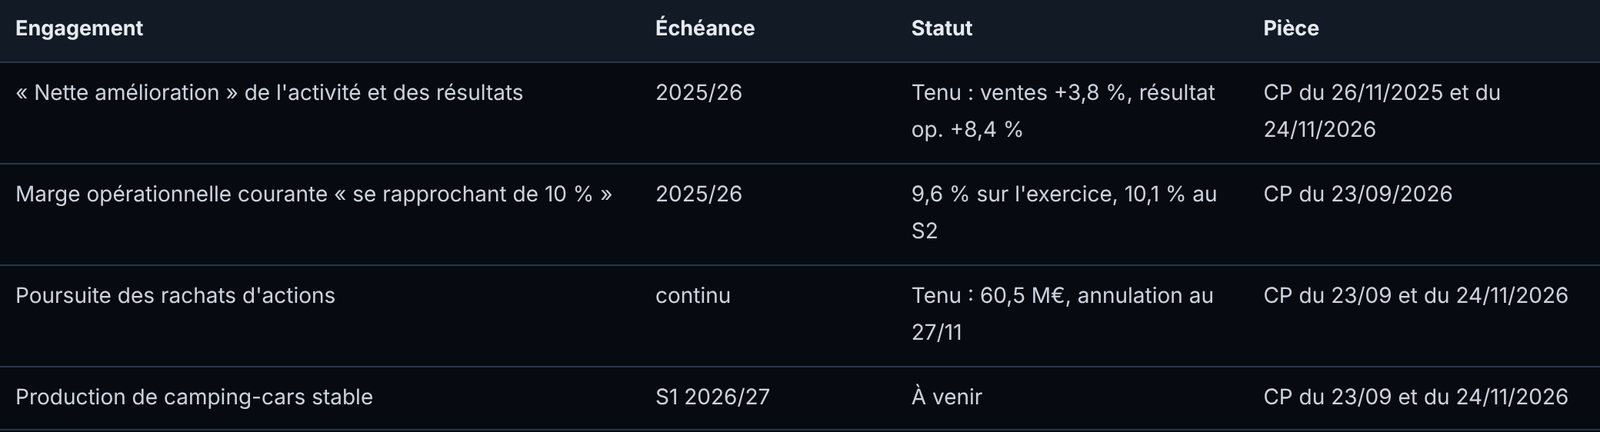 Engagement Échéance Statut Pièce
« Nette amélioration » de l'activité et des résultats 2025/26 Tenu : ventes +3,8 %, résultat CP du 26/11/2025 et du
op. +8,4 % 24/11/2026
Marge opérationnelle courante « se rapprochant de 10 % » 2025/26 9,6 % sur l'exercice, 10,1 % au CP du 23/09/2026
S2
Poursuite des rachats d'actions continu Tenu : 60,5 M€, annulation au CP du 23/09 et du 24/11/2026
27/11
Production de camping-cars stable S1 2026/27 À venir CP du 23/09 et du 24/11/2026